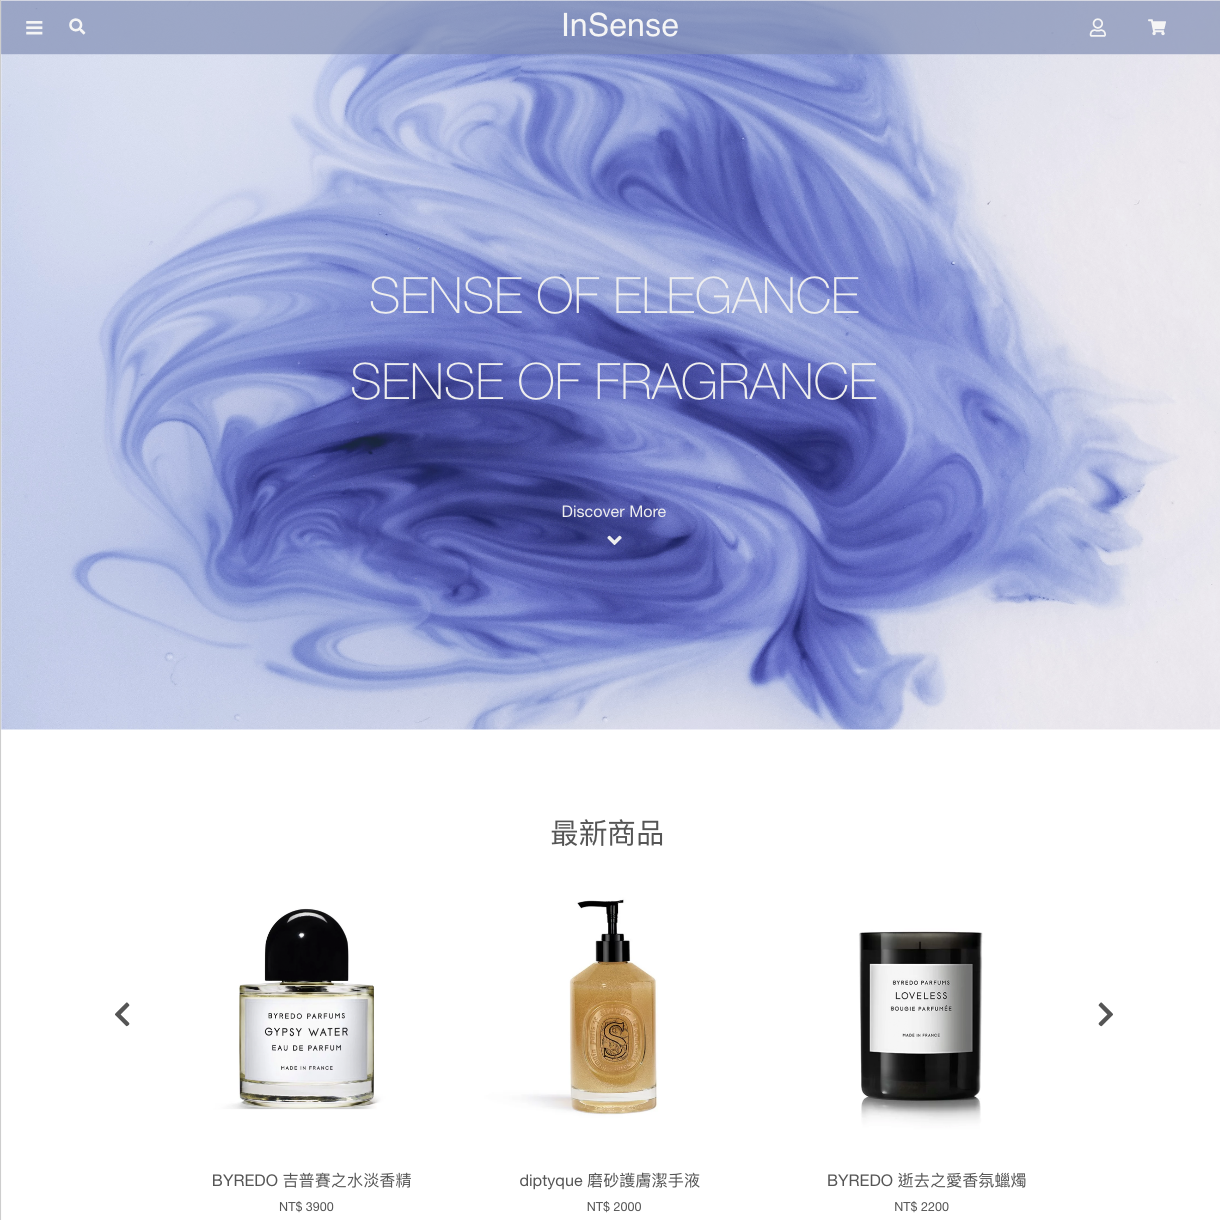 InSense
SENSE OF ELEGANCE
SENSE OF FRAGRANCE
Discover More
最新商品
BYREDO PARFUMS
GYPSY WATER
EAU DE PARFUM
MADE IN FRANCE
S
BYREDO PARFUMS
LOVELESS
BOUGIE PARFUMÉE
MADE IN FRANCE
BYREDO 吉普賽之水淡香精
NT$ 3900
diptyque 磨砂護膚潔手液
NT$ 2000
BYREDO 逝去之愛香氛蠟燭
NT$ 2200